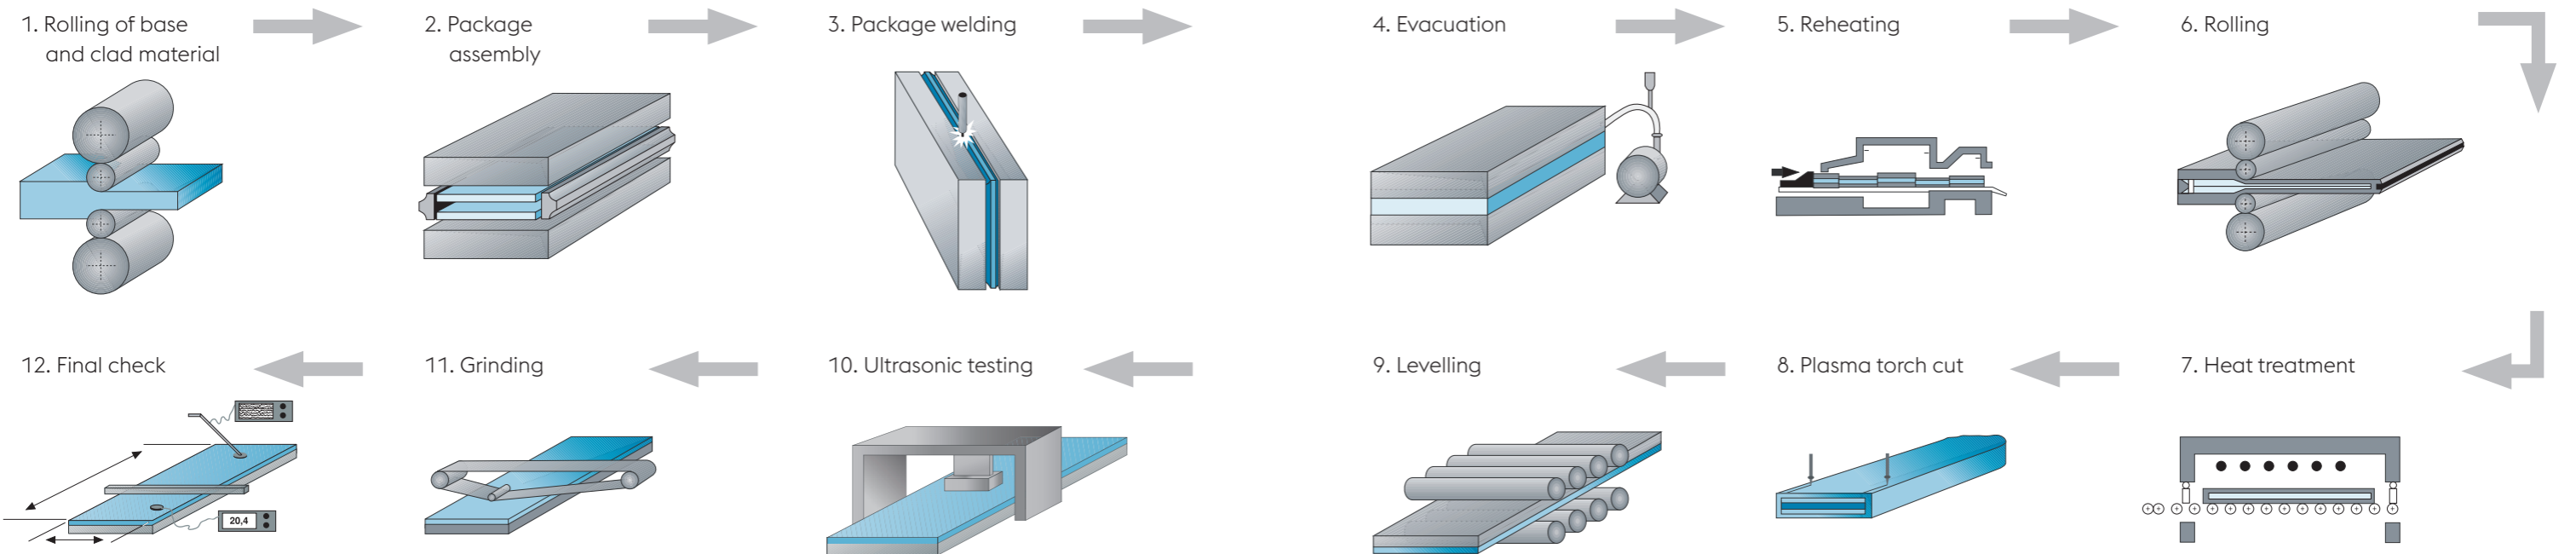 1. Rolling of base
and clad material
2. Package
assembly
3. Package welding
4. Evacuation
5. Reheating
6. Rolling
7. Heat treatment
8. Plasma torch cut
9. Levelling
10. Ultrasonic testing
11. Grinding
12. Final check
20,4